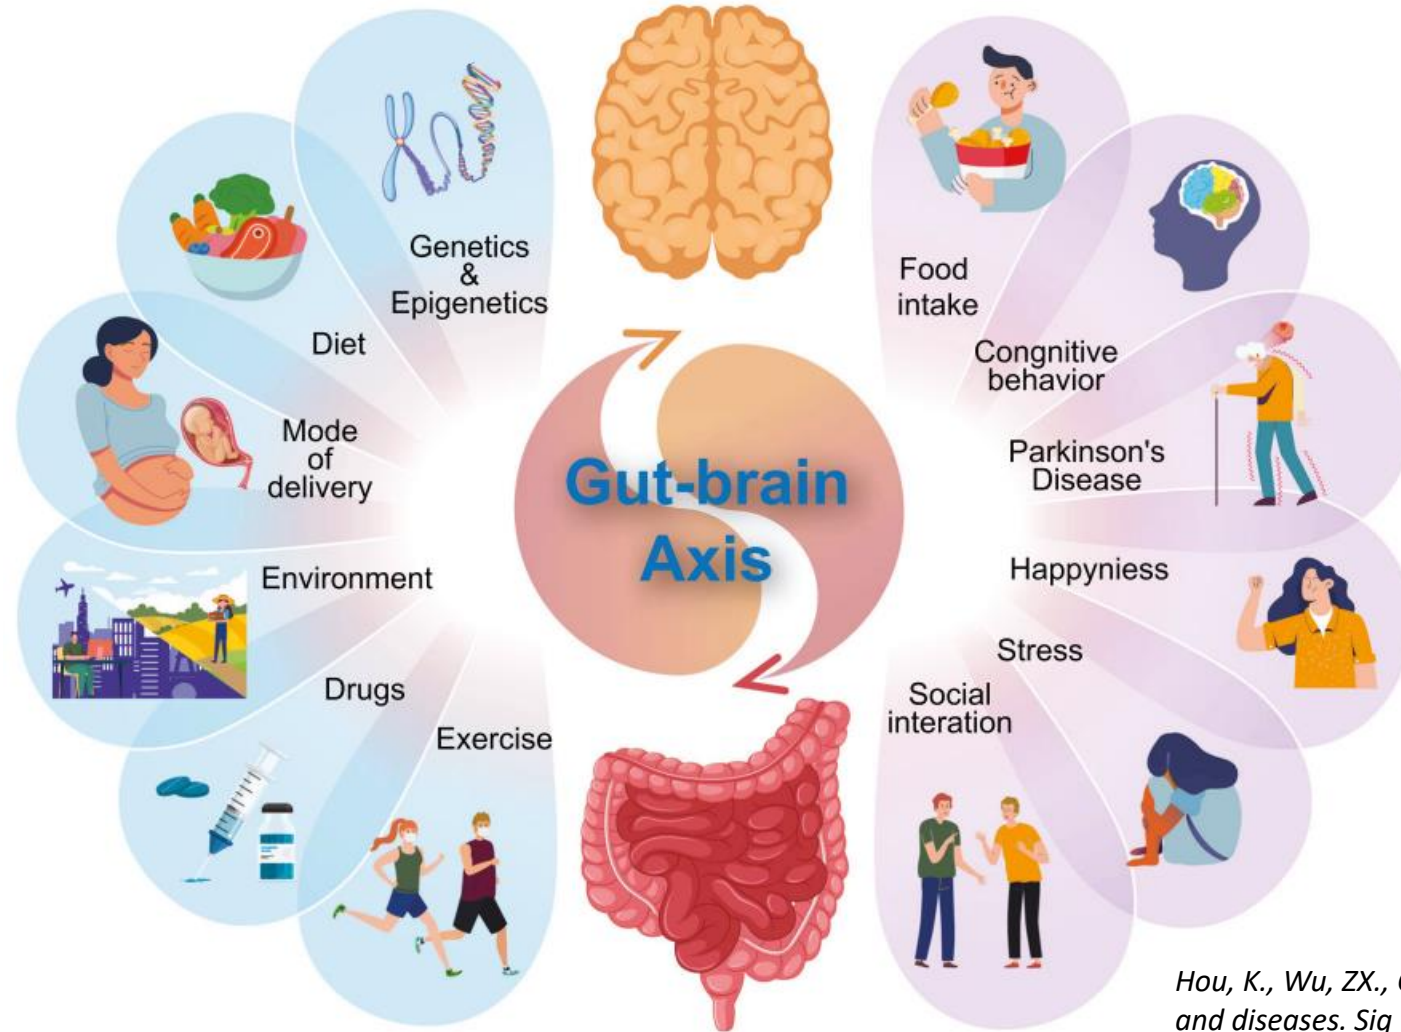 Genetics
&
Epigenetics
Diet
Mode
of
delivery
Environment
Drugs
Exercise
Gut-brain
Axis
Food
intake
Congnitive
behavior
Parkinson's
Disease
Happyniess
Stress
Social
interation
Hou, K., Wu, ZX.,
and diseases. Sig